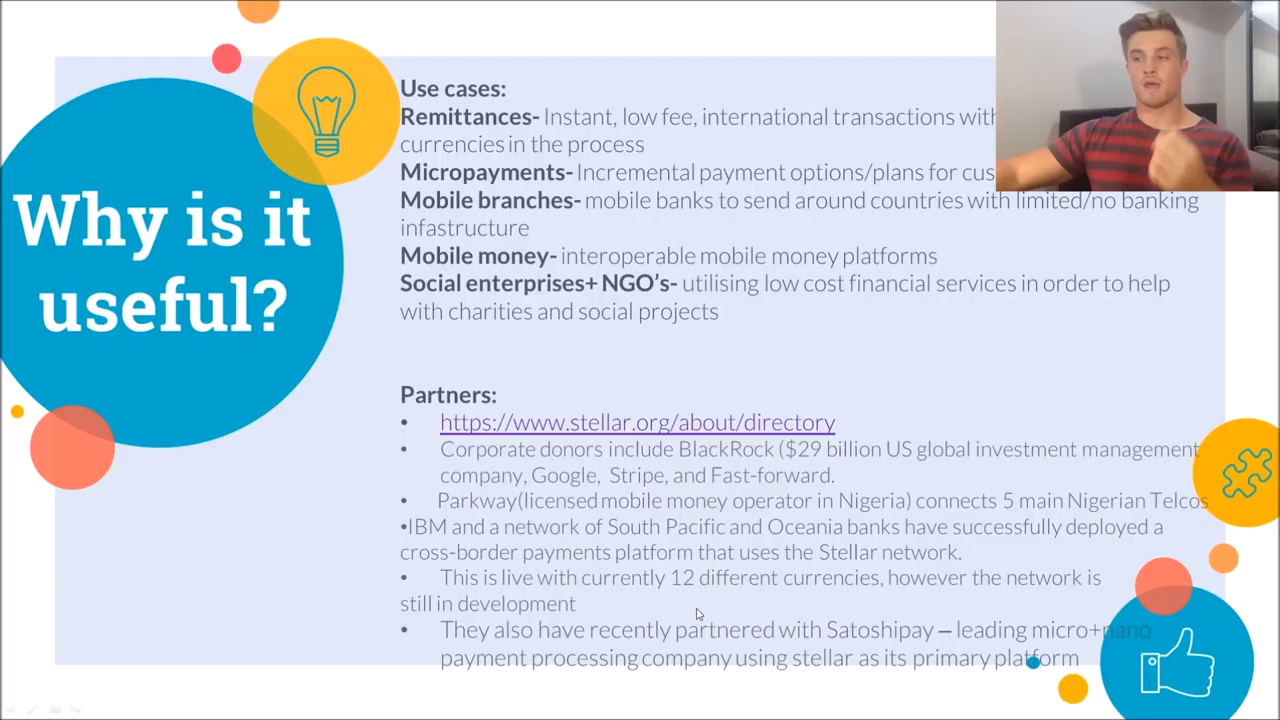 Why is it
useful?
Use cases:
Remittances- Instant, low fee, international transactions with
currencies in the process
Micropayments- Incremental payment options/plans for cus
Mobile branches- mobile banks to send around countries with limited/no banking
infastructure
Mobile money- interoperable mobile money platforms
Social enterprises+ NGO's- utilising low cost financial services in order to help
with charities and social projects
Partners:
• https://www.stellar.org/about/directory
• Corporate donors include BlackRock ($29 billion US global investment management
company, Google, Stripe, and Fast-forward.
• Parkway(licensed mobile money operator in Nigeria) connects 5 main Nigerian Telcos
•IBM and a network of South Pacific and Oceania banks have successfully deployed a
cross-border payments platform that uses the Stellar network.
• This is live with currently 12 different currencies, however the network is
still in development
• They also have recently partnered with Satoshipay – leading micro+nano
payment processing company using stellar as its primary platform